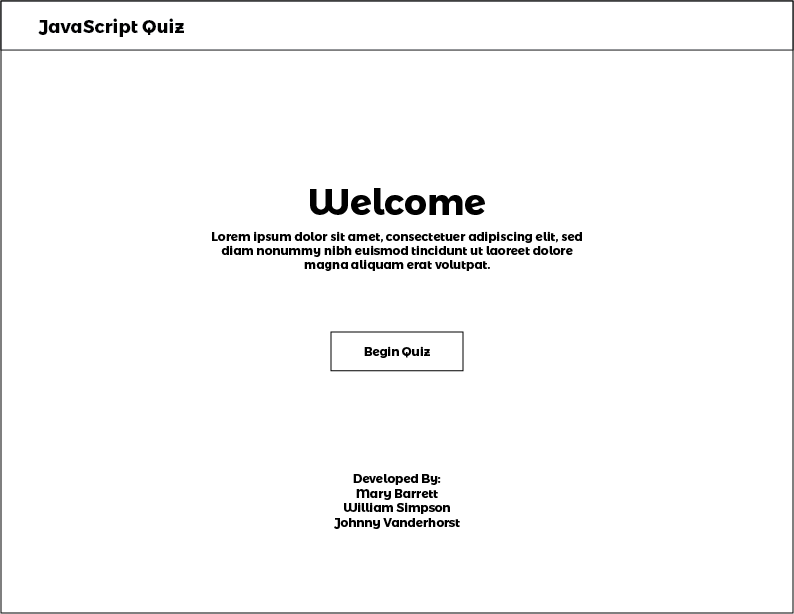 JavaScript Quiz
Welcome
Lorem ipsum dolor sit amet, consectetuer adipiscing elit, sed
diam nonummy nibh euismod tincidunt ut laoreet dolore
magna aliquam erat volutpat.
Begin Quiz
Developed By:
Mary Barrett
William Simpson
Johnny Vanderhorst